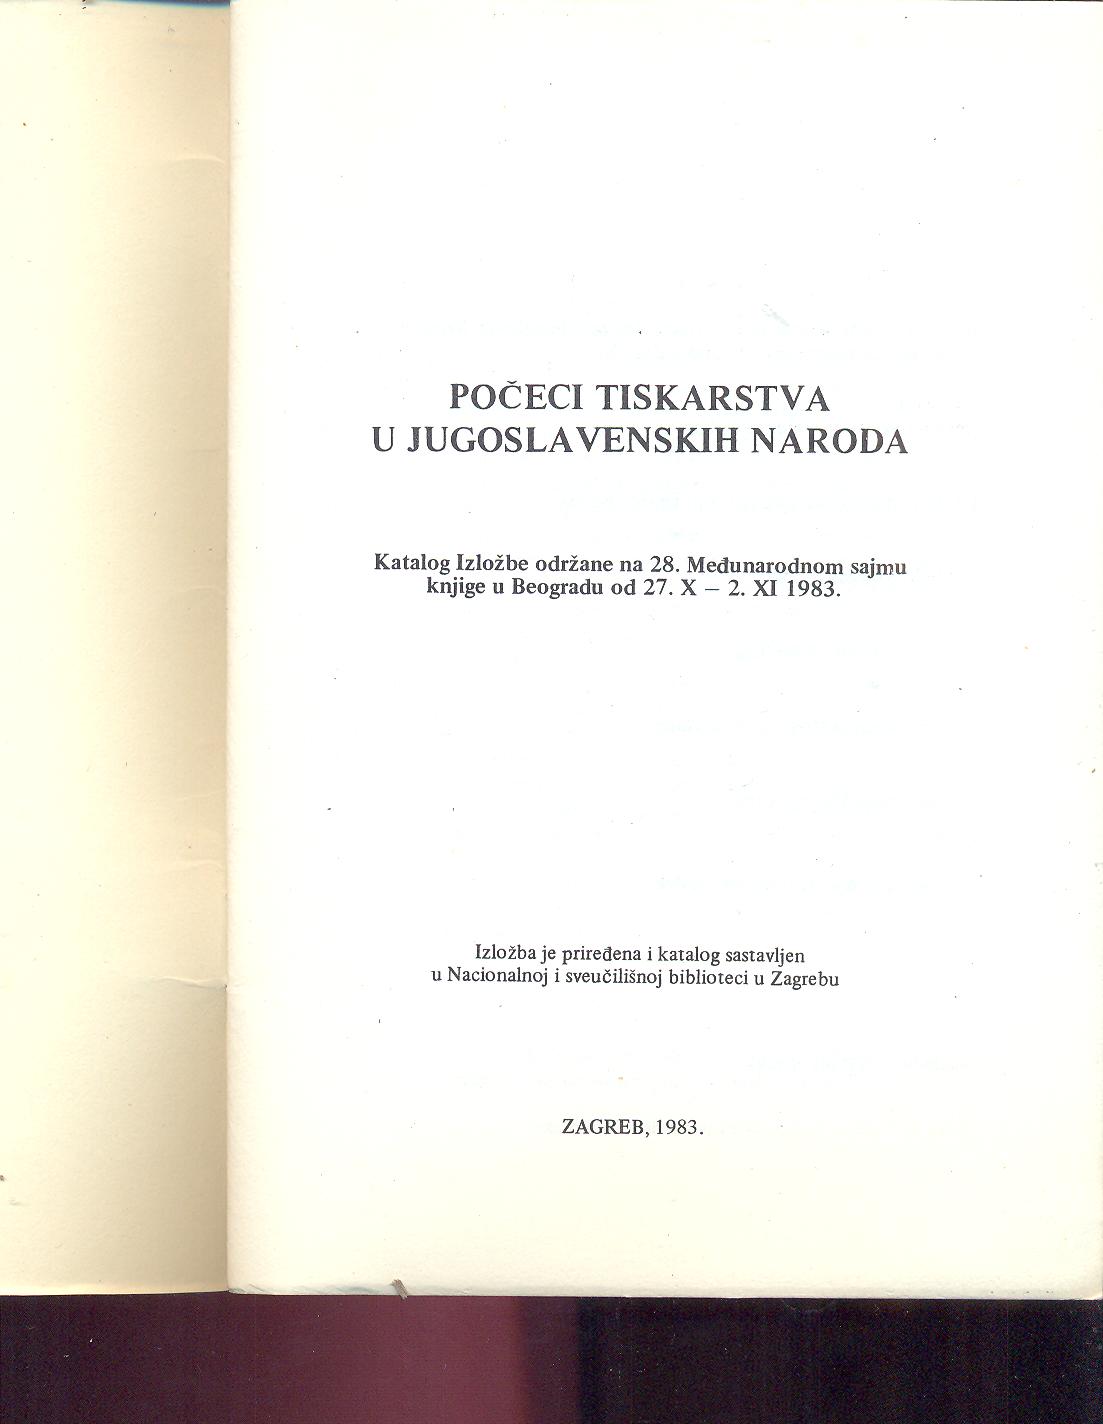 POČECI TISKARSTVA
U JUGOSLAVENSKIH NARODA
Katalog Izložbe održane na 28. Međunarodnom sajmu
knjige u Beogradu od 27. X – 2. XI 1983.
Izložba je priređena i katalog sastavljen
u Nacionalnoj i sveučilišnoj biblioteci u Zagrebu
ZAGREB, 1983.